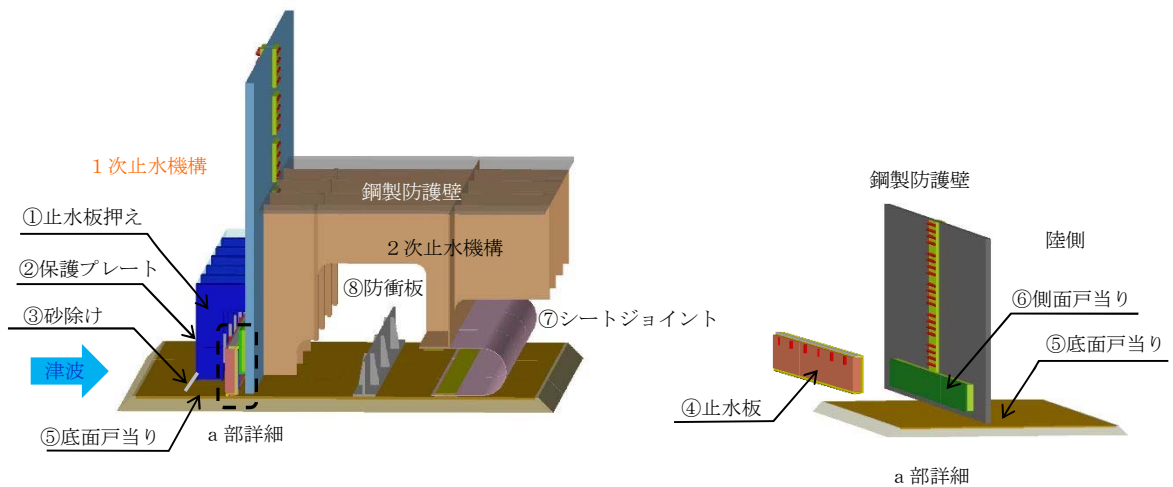 1次止水機構
鋼製防護壁
①止水板押え
2次止水機構
②保護プレート
⑧防衝板
③砂除け
⑦シートジョイント
津波
⑤底面戸当り
a 部詳細
鋼製防護壁
陸側
⑥側面戸当り
⑤底面戸当り
④止水板
a 部詳細